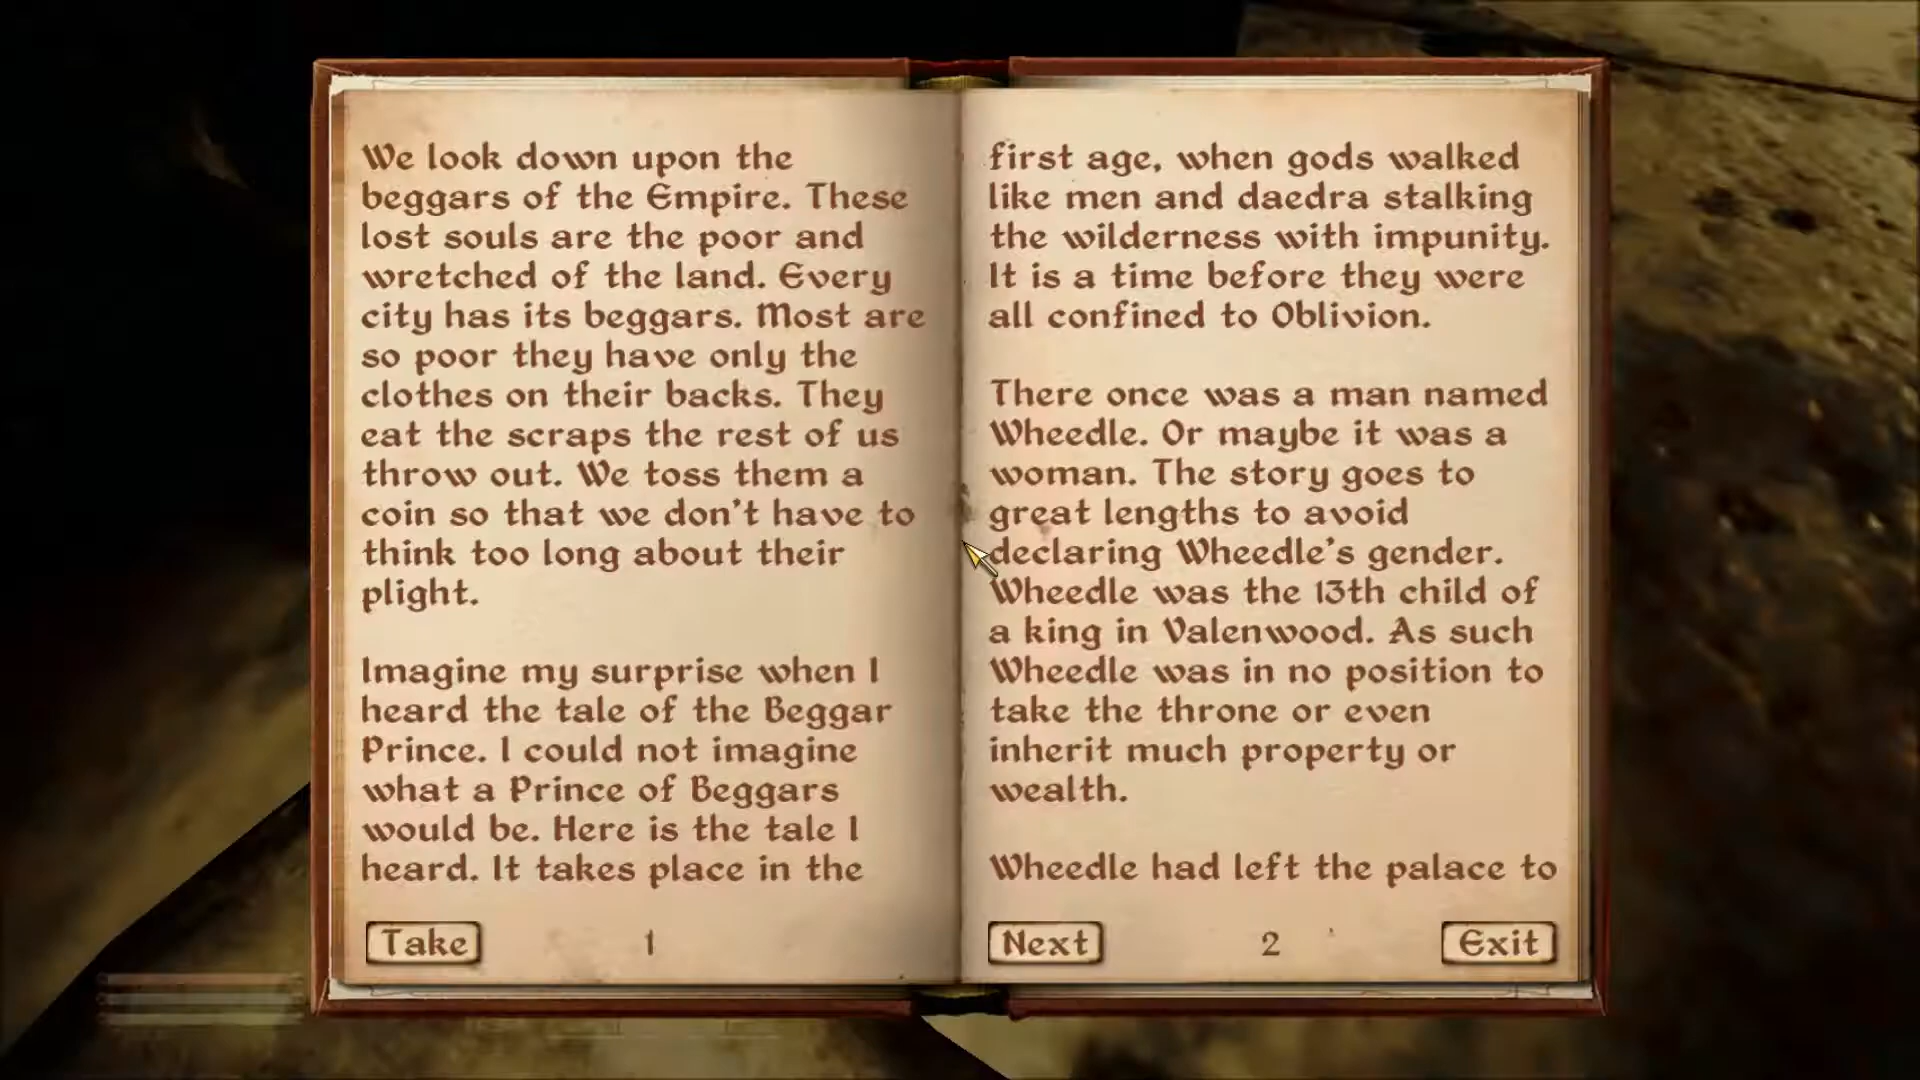 We look down upon the
beggars of the Empire. These
lost souls are the poor and
wretched of the land. Every
city has its beggars. Most are
so poor they have only the
clothes on their backs. They
eat the scraps the rest of us
throw out. We toss them a
coin so that we don't have to
think too long about their
plight.
Imagine my surprise when I
heard the tale of the Beggar
Prince. I could not imagine
what a Prince of Beggars
would be. Here is the tale I
heard. It takes place in the
Take
1
first age, when gods walked
like men and daedra stalking
the wilderness with impunity.
It is a time before they were
all confined to Oblivion.
There once was a man named
Wheedle. Or maybe it was a
woman. The story goes to
great lengths to avoid
declaring Wheedle's gender.
Wheedle was the 13th child of
a king in Valenwood. As such
Wheedle was in no position to
take the throne or even
inherit much property or
wealth.
Wheedle had left the palace to
Next
2
Exit